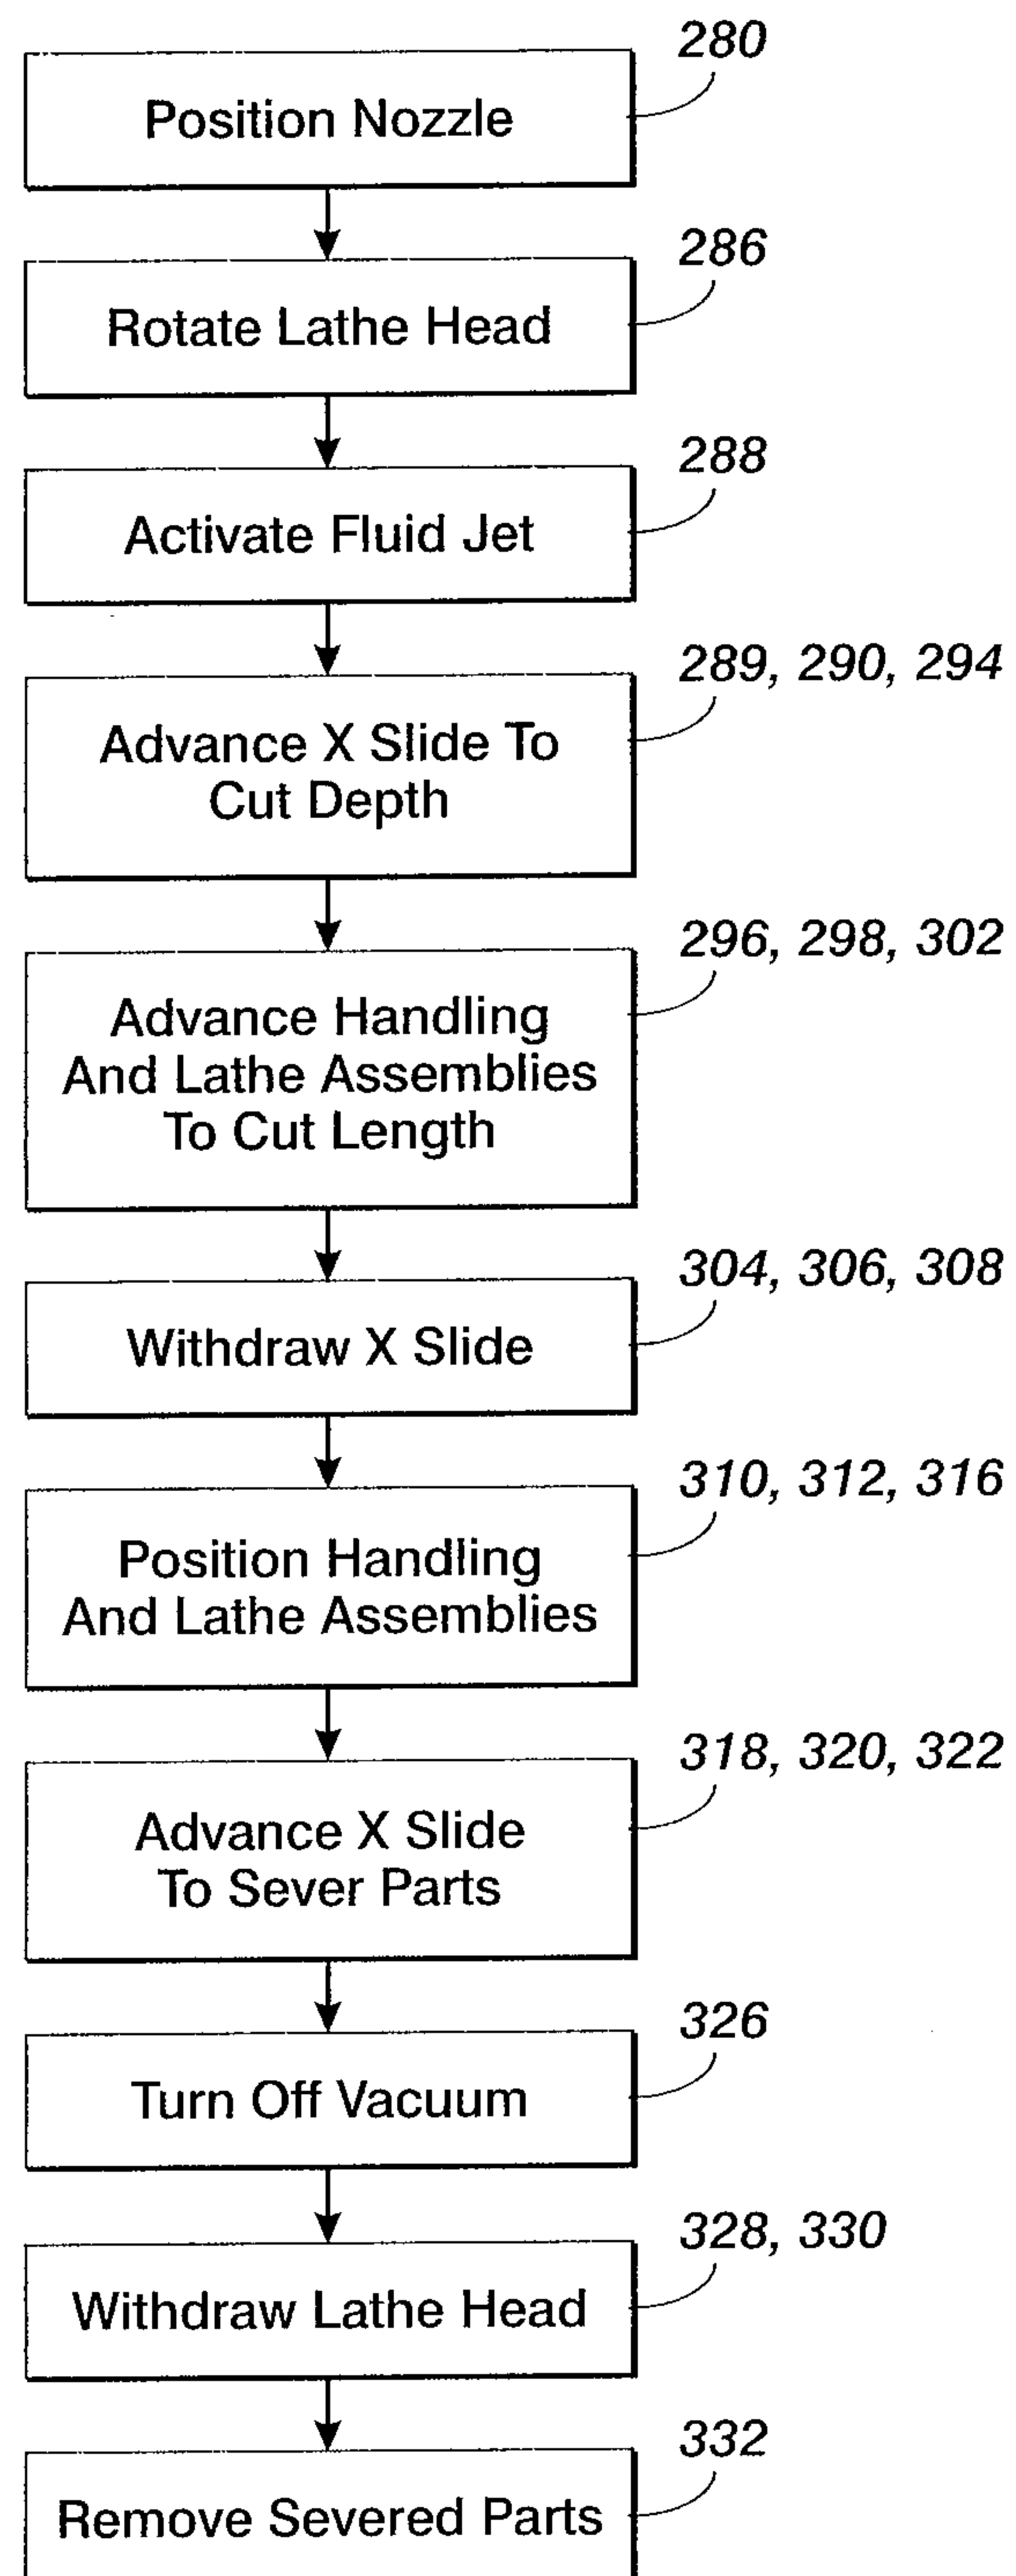 280
Position Nozzle
286
Rotate Lathe Head
288
Activate Fluid Jet
289, 290, 294
Advance X Slide To
Cut Depth
296, 298, 302
Advance Handling
And Lathe Assemblies
To Cut Length
304, 306, 308
Withdraw X Slide
310, 312, 316
Position Handling
And Lathe Assemblies
318, 320, 322
Advance X Slide
To Sever Parts
326
Turn Off Vacuum
328, 330
Withdraw Lathe Head
332
Remove Severed Parts